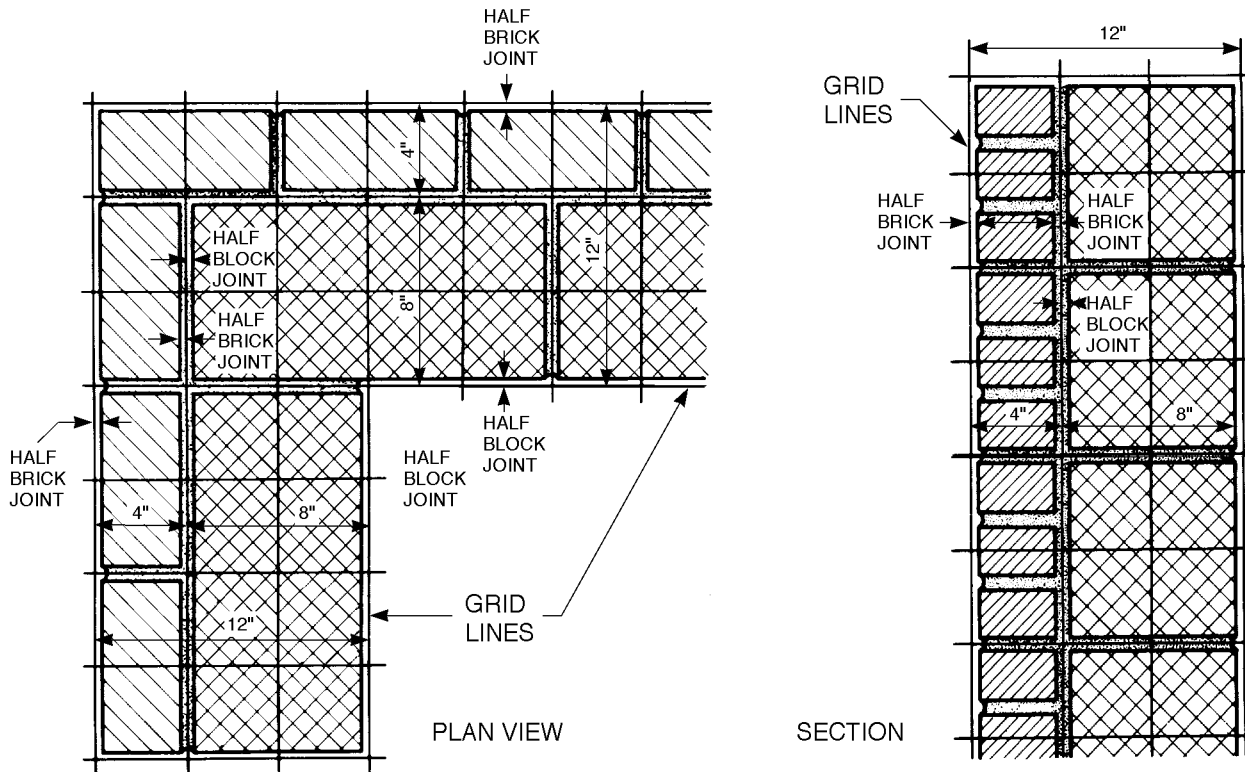 HALF
BRICK
JOINT
4"
12"
HALF
BLOCK
JOINT
8"
HALF
BRICK
JOINT
HALF
BRICK
JOINT
HALF
BLOCK
JOINT
HALF
BLOCK
JOINT
4"
8"
12"
GRID
LINES
PLAN VIEW
12"
GRID
LINES
HALF
BRICK
JOINT
HALF
BRICK
JOINT
HALF
BLOCK
JOINT
4"
8"
SECTION